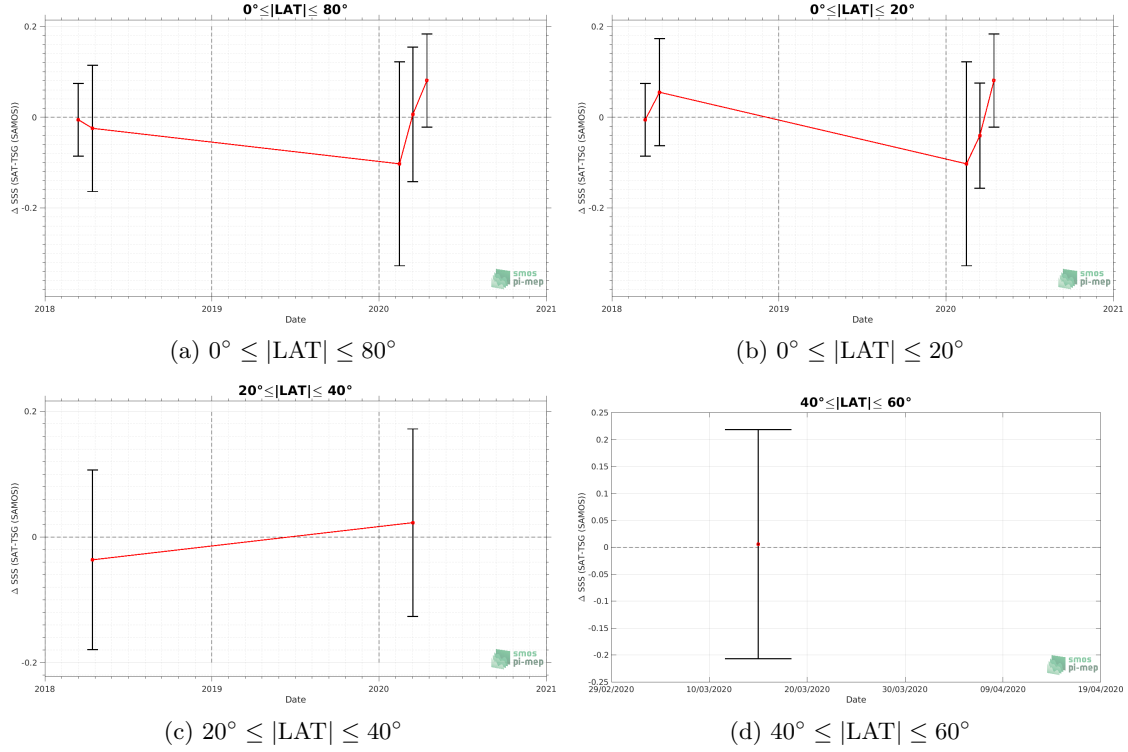 0°≤|LAT|≤ 80°
0.2
0
-0.2
Δ SSS (SAT-TSG (SAMOS))
2018 2019 2020 2021
Date
smos
pi-mep
(a) 0° ≤ |LAT| ≤ 80°
0°≤|LAT|≤ 20°
0.2
0
-0.2
Δ SSS (SAT-TSG (SAMOS))
2018 2019 2020 2021
Date
smos
pi-mep
(b) 0° ≤ |LAT| ≤ 20°
20°≤|LAT|≤ 40°
0.2
0
-0.2
Δ SSS (SAT-TSG (SAMOS))
2018 2019 2020 2021
Date
smos
pi-mep
(c) 20° ≤ |LAT| ≤ 40°
40°≤|LAT|≤ 60°
0.25
0.2
0.15
0.1
0.05
0
-0.05
-0.1
-0.15
-0.2
-0.25
Δ SSS (SAT-TSG (SAMOS))
29/02/2020 10/03/2020 20/03/2020 30/03/2020 09/04/2020 19/04/2020
Date
smos
pi-mep
(d) 40° ≤ |LAT| ≤ 60°